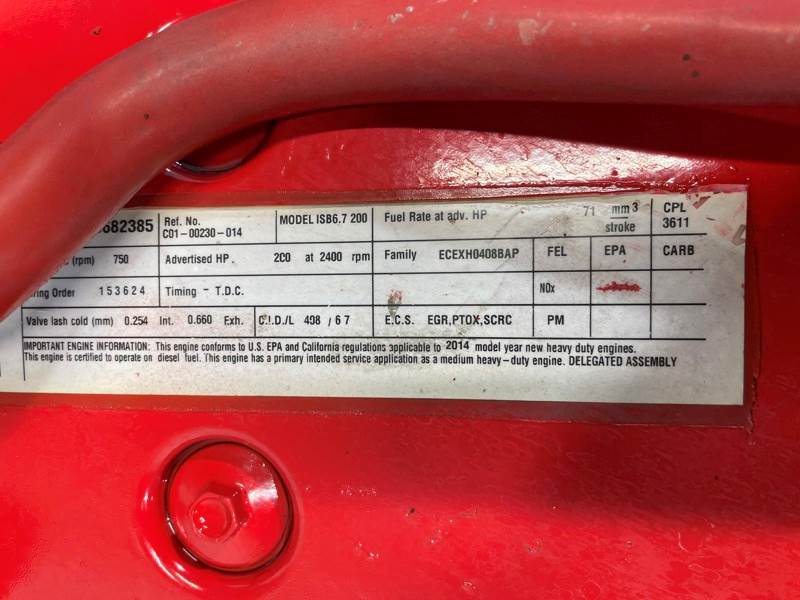 682385 Ref. No. C01-00230-014 MODEL ISB6.7 200 Fuel Rate at adv. HP 71 mm3 stroke CPL 3611
(rpm) 750 Advertised HP. 200 at 2400 rpm Family ECEXH0408BAP FEL EPA CARB
Order 153624 Timing - T.D.C. NOx
Valve lash cold (mm) 0.254 Int. 0.660 Exh. C.I.D./L 408 / 6 7 E.C.S. EGR,PTOX,SCRC PM
IMPORTANT ENGINE INFORMATION: This engine conforms to U.S. EPA and California regulations applicable to 2014 model year new heavy duty engines.
This engine is certified to operate on diesel fuel. This engine has a primary intended service application as a medium heavy-duty engine. DELEGATED ASSEMBLY